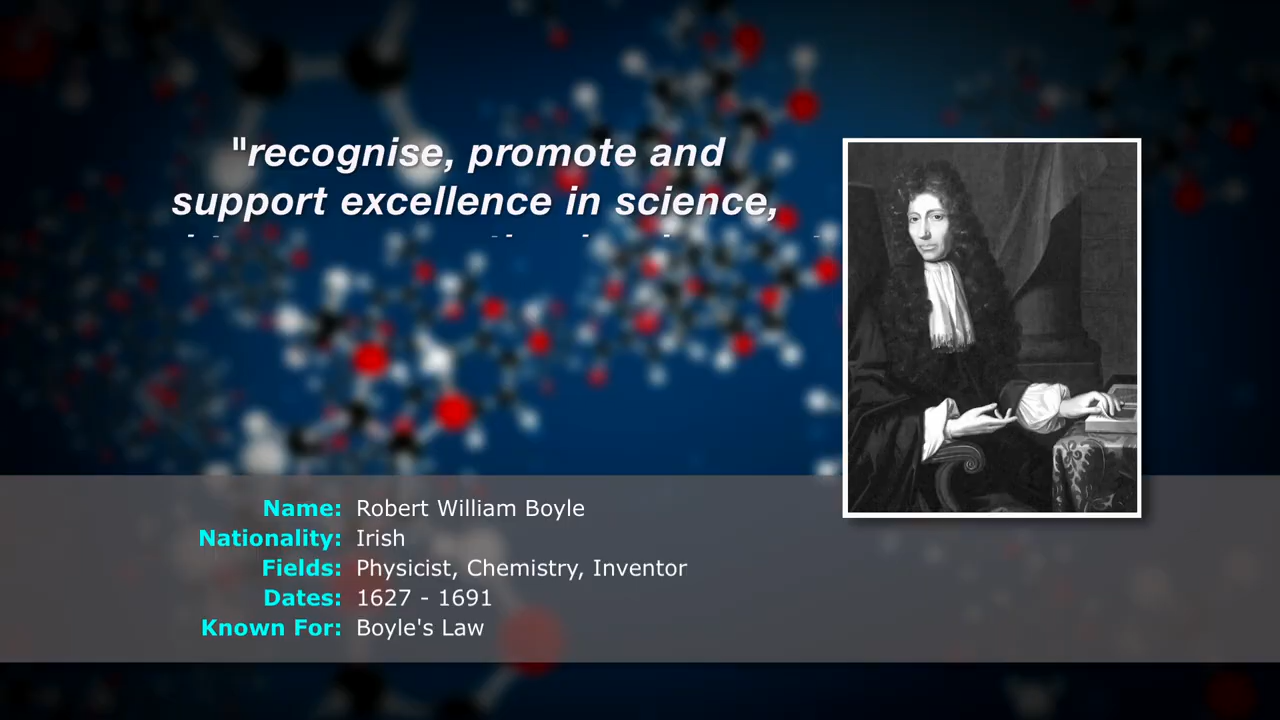 "recognise, promote and
support excellence in science,
Name: Robert William Boyle
Nationality: Irish
Fields: Physicist, Chemistry, Inventor
Dates: 1627 - 1691
Known For: Boyle's Law